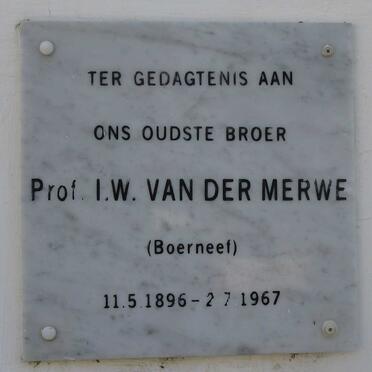 TER GEDAGTENIS AAN
ONS OUDSTE BROER
Prof. I.W. VAN DER MERWE
(Boerneef)
11.5.1896 - 2.7.1967